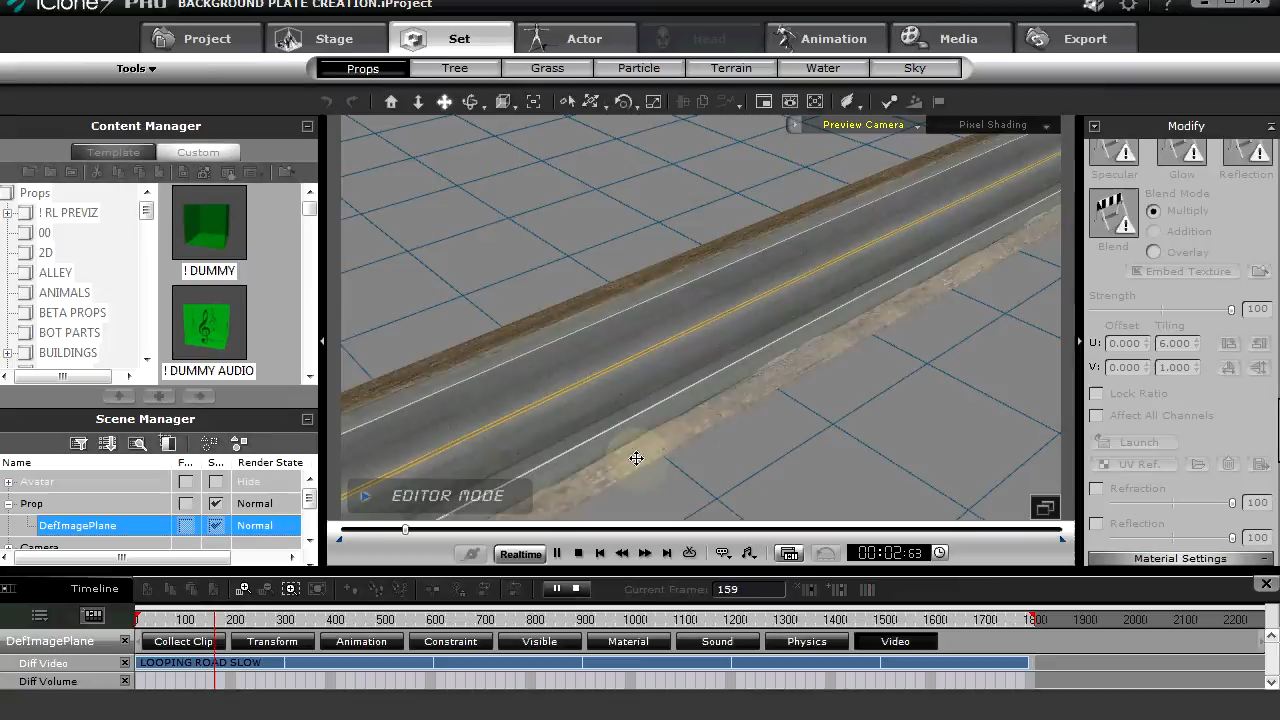 iClone PRO BACKGROUND PLATE CREATION.iProject
Project Stage Set Actor Head Animation Media Export
Tools Props Tree Grass Particle Terrain Water Sky
Content Manager
Template Custom
Props
! RL PREVIZ
00
2D
ALLEY
ANIMALS
BETA PROPS
BOT PARTS
BUILDINGS
! DUMMY
! DUMMY AUDIO
Scene Manager
Name F... S... Render State
Avatar Hide
Prop Normal
DefImagePlane Normal
Camera
Preview Camera Pixel Shading
EDITOR MODE
Realtime 00:02:63
Modify
Specular Glow Reflection
Blend Mode
Multiply
Addition
Overlay
Blend
Embed Texture
Strength 100
Offset Tiling
U: 0.000 6.000
V: 0.000 1.000
Lock Ratio
Affect All Channels
Launch
UV Ref.
Refraction
100
Reflection
100
Material Settings
Timeline Current Frame: 159
100 200 300 400 500 600 700 800 900 1000 1100 1200 1300 1400 1500 1600 1700 1800 1900 2000 2100 2200
DefImagePlane Collect Clip Transform Animation Constraint Visible Material Sound Physics Video
Diff Video LOOPING ROAD SLOW
Diff Volume